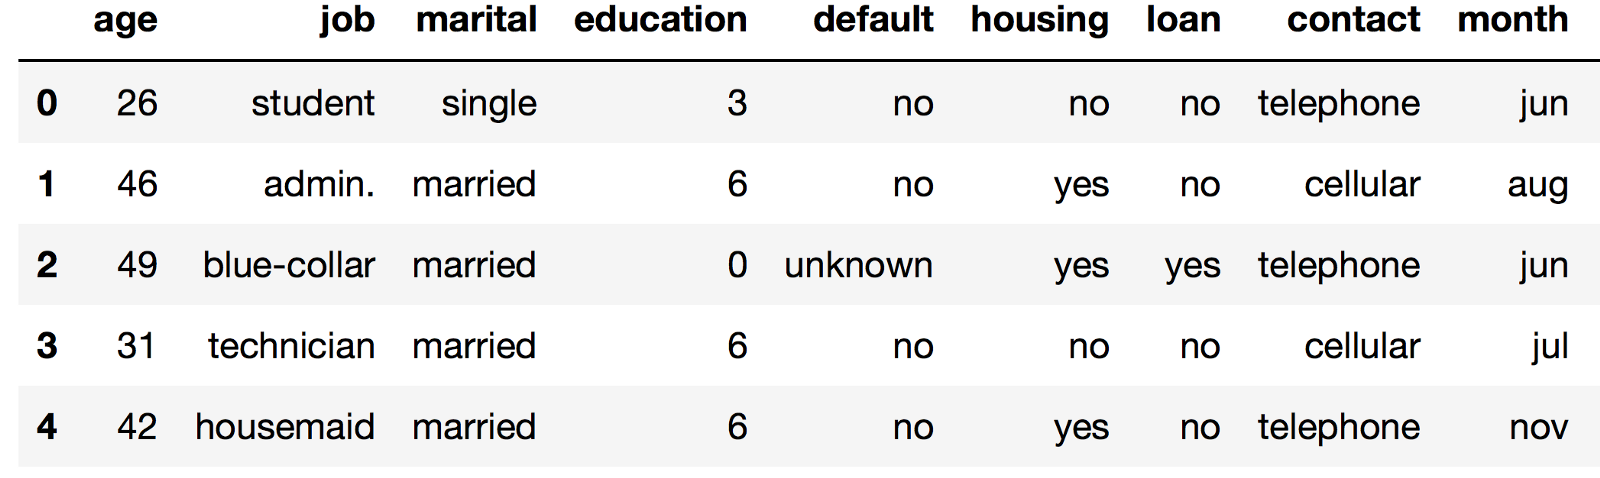 age job marital education default housing loan contact month
0 26 student single 3 no no no telephone jun
1 46 admin. married 6 no yes no cellular aug
2 49 blue-collar married 0 unknown yes yes telephone jun
3 31 technician married 6 no no no cellular jul
4 42 housemaid married 6 no yes no telephone nov